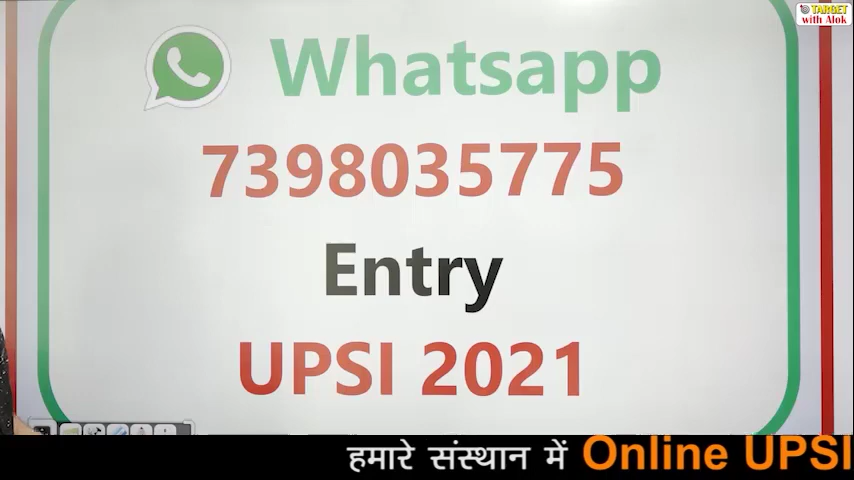 TARGET
with Alok
Whatsapp
7398035775
Entry
UPSI 2021
हमारे संस्थान में Online UPSI